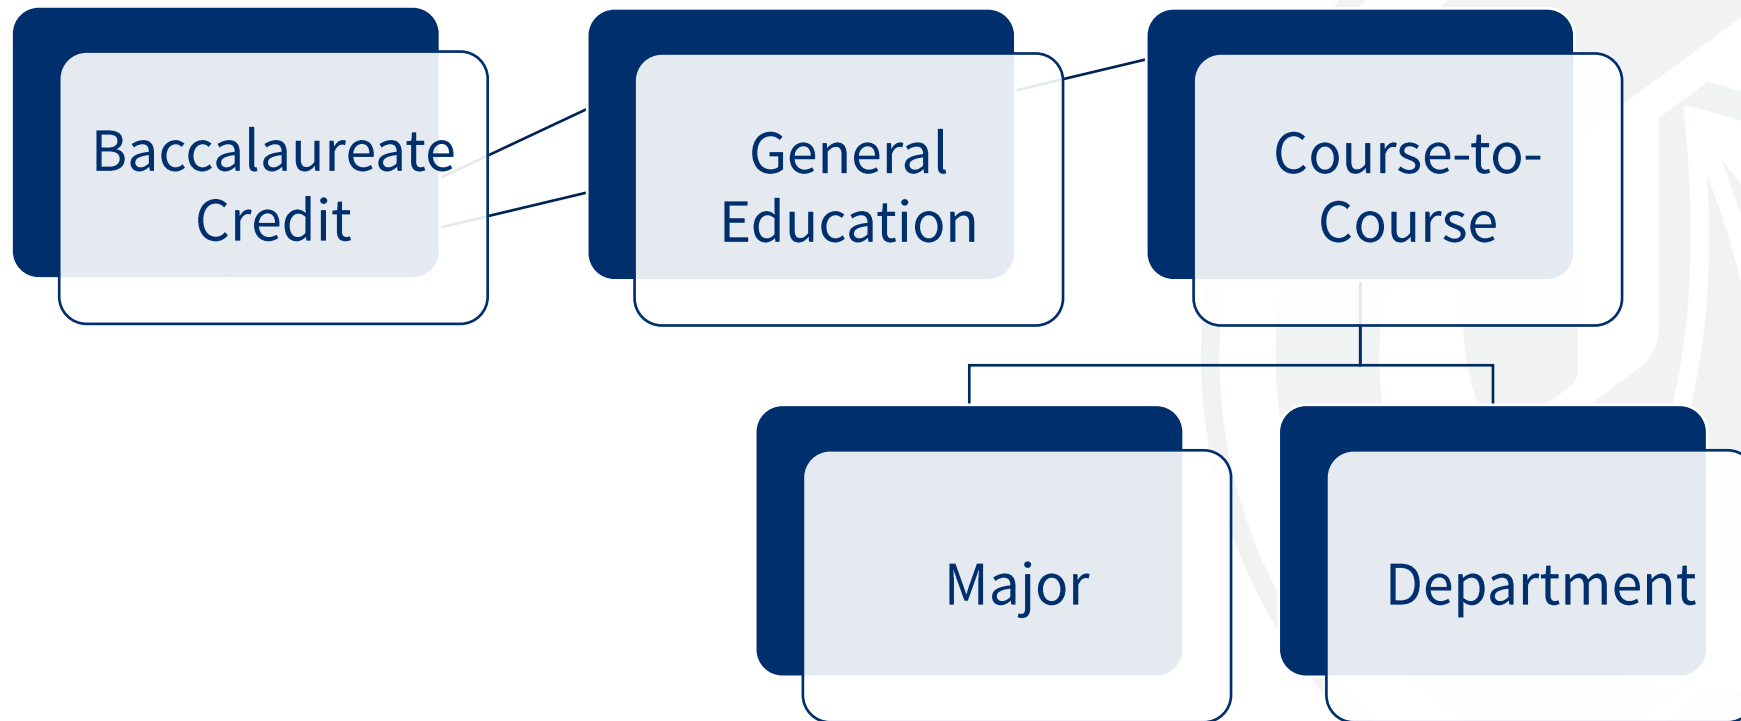 Baccalaureate
Credit
General
Education
Course-to-
Course
Major
Department